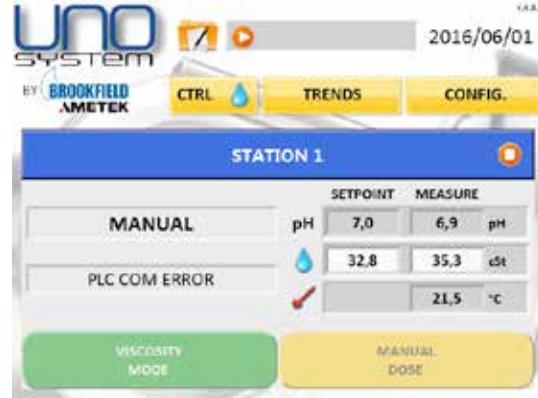 UNO
SYSTEM
2016/06/01
BY BROOKFIELD
AMETEK
CTRL
TRENDS
CONFIG.
STATION 1
SETPOINT MEASURE
MANUAL
pH 7,0 6,9 pH
32,8 35,3 cSt
PLC COM ERROR
21,5 °C
VISCOSITY
MODE
MANUAL
DOSE